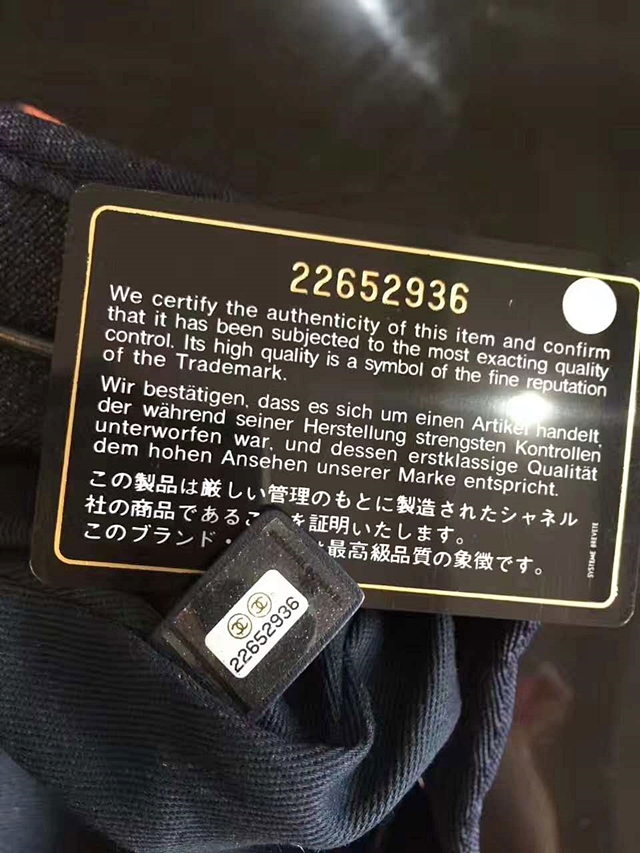 22652936
We certify the authenticity of this item and confirm
that it has been subjected to the most exacting quality
control. Its high quality is a symbol of the fine reputation
of the Trademark.
Wir bestätigen, dass es sich um einen Artikel handelt,
der während seiner Herstellung strengsten Kontrollen
unterworfen war, und dessen erstklassige Qualität
dem hohen Ansehen unserer Marke entspricht.
この製品は厳しい管理のもとに製造されたシャネル
社の商品であるこ を証明いたします。
このブランド・ は最高級品質の象徴です。
SYSTEME BREVETE
22652936